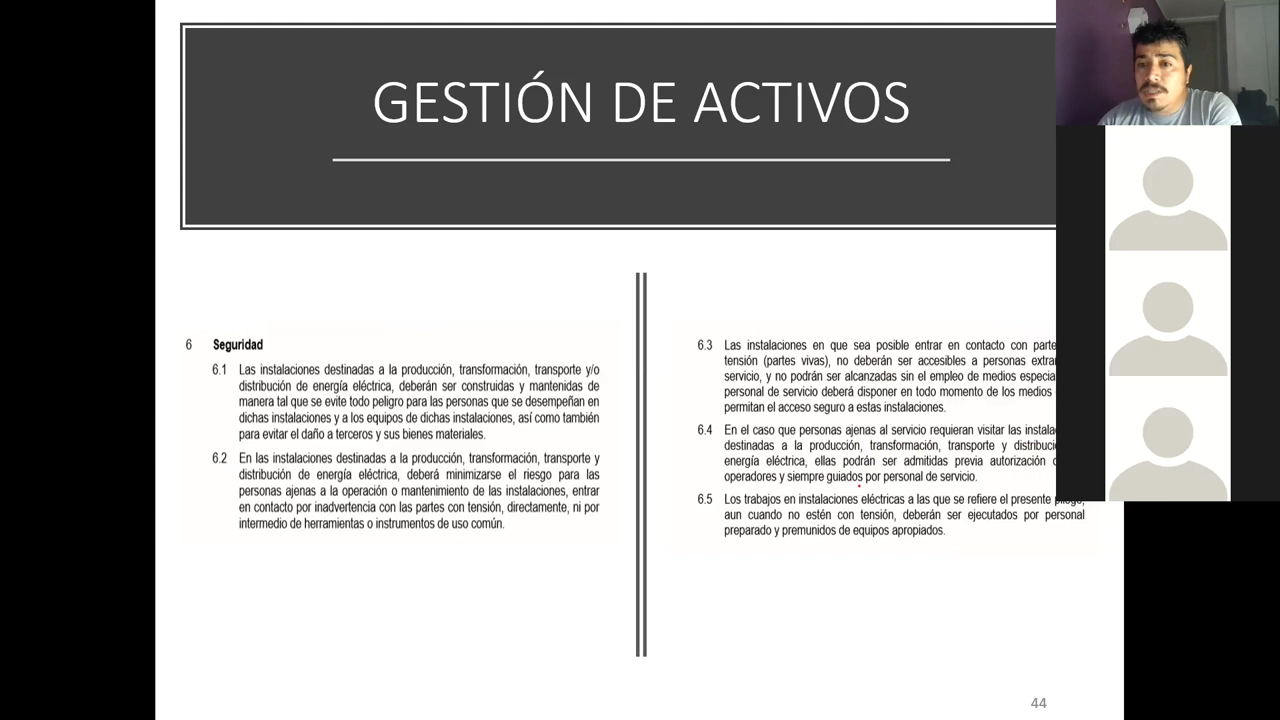 GESTIÓN DE ACTIVOS
6 Seguridad
6.1 Las instalaciones destinadas a la producción, transformación, transporte y/o
distribución de energía eléctrica, deberán ser construidas y mantenidas de
manera tal que se evite todo peligro para las personas que se desempeñan en
dichas instalaciones y a los equipos de dichas instalaciones, así como también
para evitar el daño a terceros y sus bienes materiales.
6.2 En las instalaciones destinadas a la producción, transformación, transporte y
distribución de energía eléctrica, deberá minimizarse el riesgo para las
personas ajenas a la operación o mantenimiento de las instalaciones, entrar
en contacto por inadvertencia con las partes con tensión, directamente, ni por
intermedio de herramientas o instrumentos de uso común.
6.3 Las instalaciones en que sea posible entrar en contacto con parte
tensión (partes vivas), no deberán ser accesibles a personas extra
servicio, y no podrán ser alcanzadas sin el empleo de medios especia
personal de servicio deberá disponer en todo momento de los medios
permitan el acceso seguro a estas instalaciones.
6.4 En el caso que personas ajenas al servicio requieran visitar las instala
destinadas a la producción, transformación, transporte y distribuci
energía eléctrica, ellas podrán ser admitidas previa autorización
operadores y siempre guiados por personal de servicio.
6.5 Los trabajos en instalaciones eléctricas a las que se refiere el presente pliego,
aun cuando no estén con tensión, deberán ser ejecutados por personal
preparado y premunidos de equipos apropiados.
44